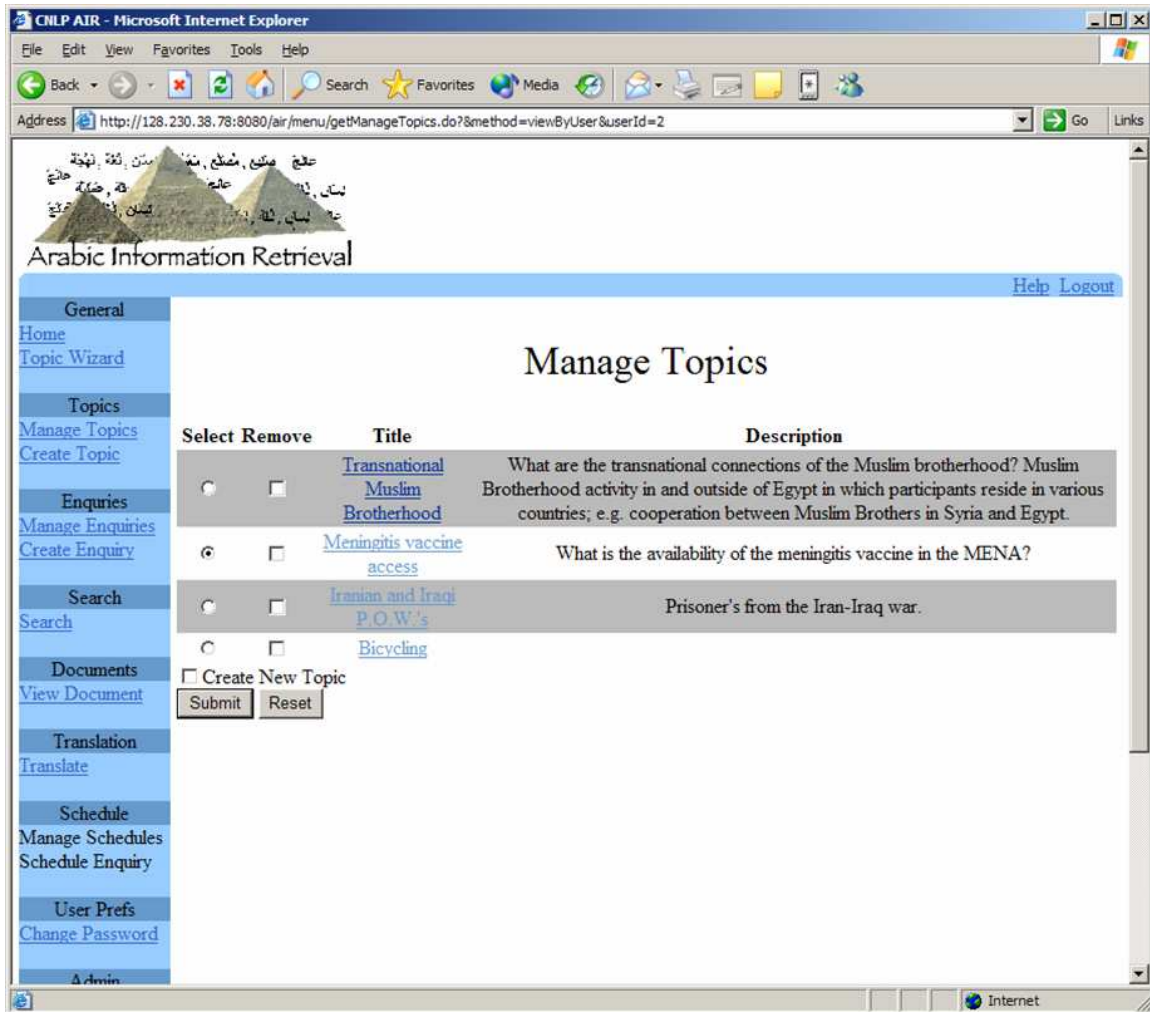 CNLP AIR - Microsoft Internet Explorer
File Edit View Favorites Tools Help
Back Search Favorites Media
Address http://128.230.38.78:8080/air/menu/getManageTopics.do?&method=viewByUser&userId=2 Go Links
Arabic Information Retrieval
Help Logout
General
Home
Topic Wizard
Topics
Manage Topics
Create Topic
Enquries
Manage Enquiries
Create Enquiry
Search
Search
Documents
View Document
Translation
Translate
Schedule
Manage Schedules
Schedule Enquiry
User Prefs
Change Password
Admin
Manage Topics
Select Remove Title Description
Transnational
Muslim
Brotherhood
What are the transnational connections of the Muslim brotherhood? Muslim
Brotherhood activity in and outside of Egypt in which participants reside in various
countries; e.g. cooperation between Muslim Brothers in Syria and Egypt.
Meningitis vaccine
access
What is the availability of the meningitis vaccine in the MENA?
Iranian and Iraqi
P.O.W.'s
Prisoner's from the Iran-Iraq war.
Bicycling
Create New Topic
Submit Reset
Internet